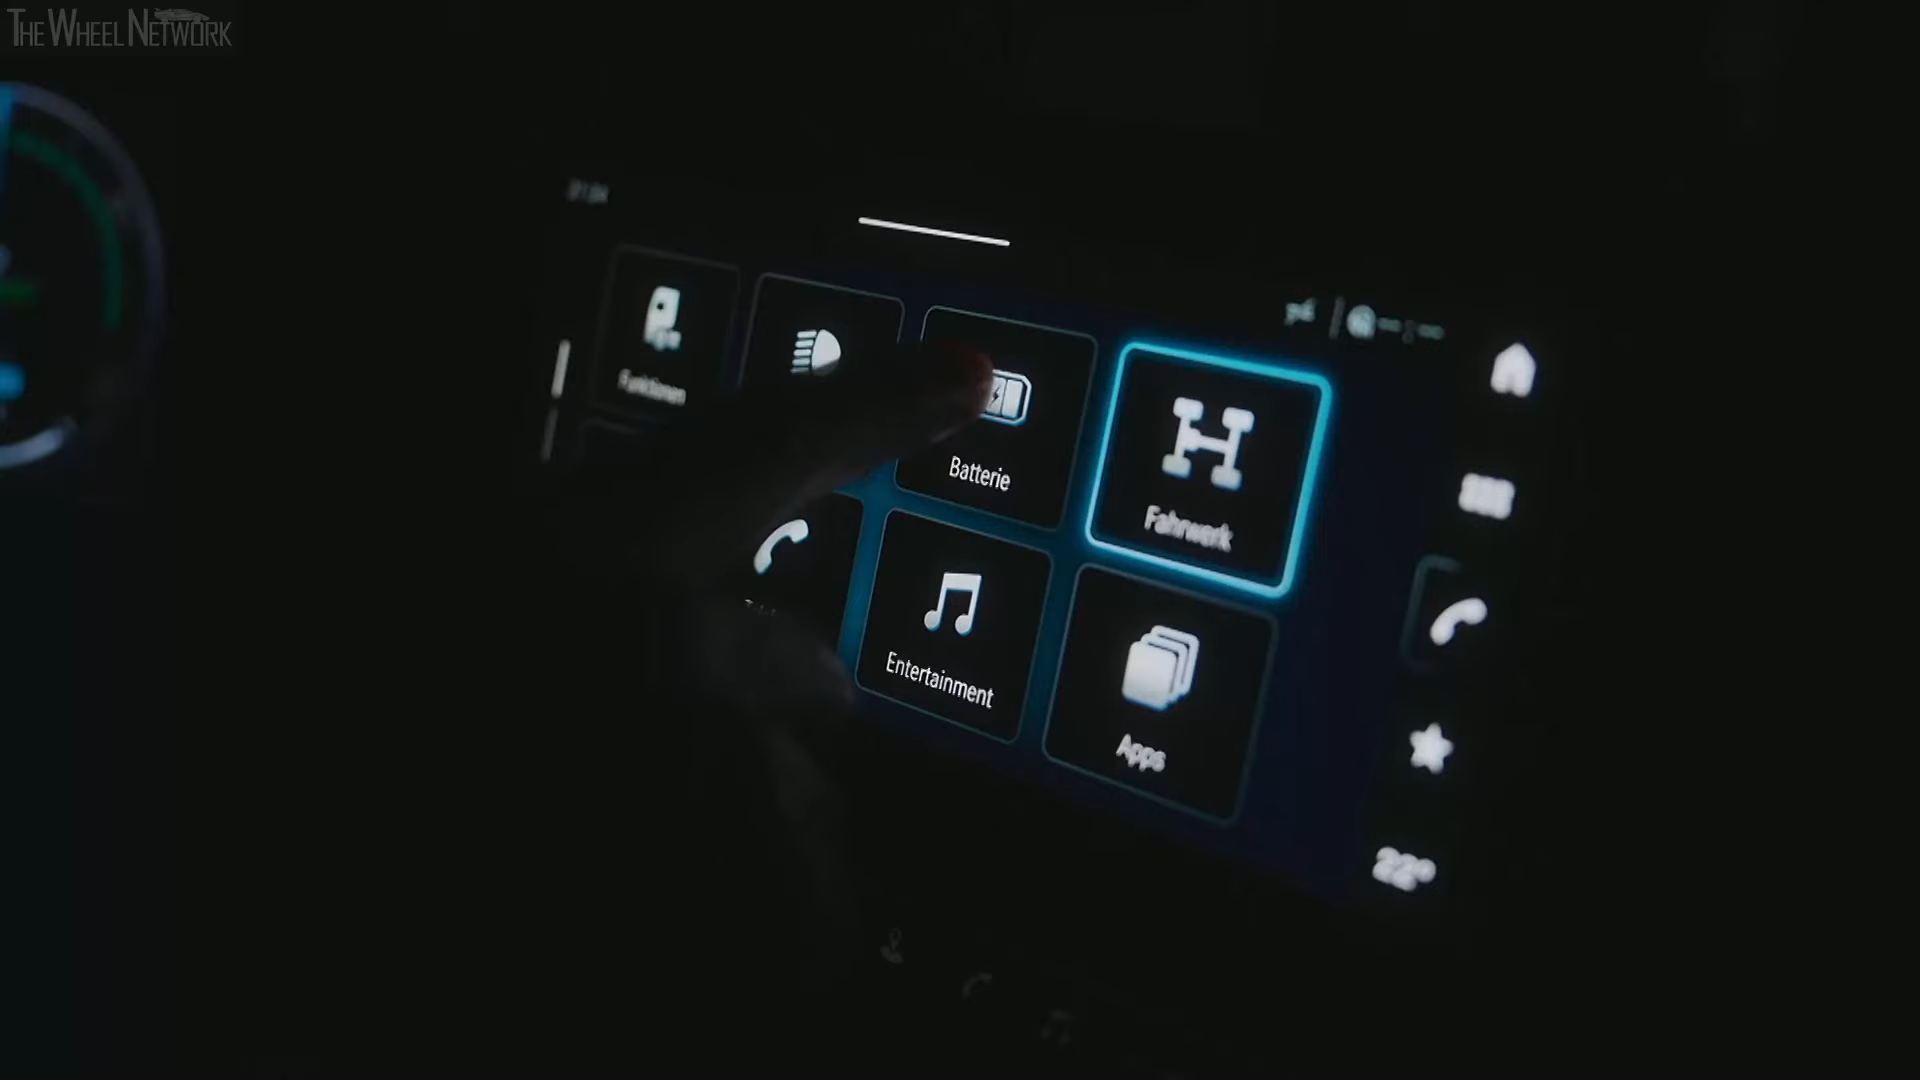 THE WHEEL NETWORK
Funktionen
Batterie
Fahrwerk
Entertainment
Apps
22°